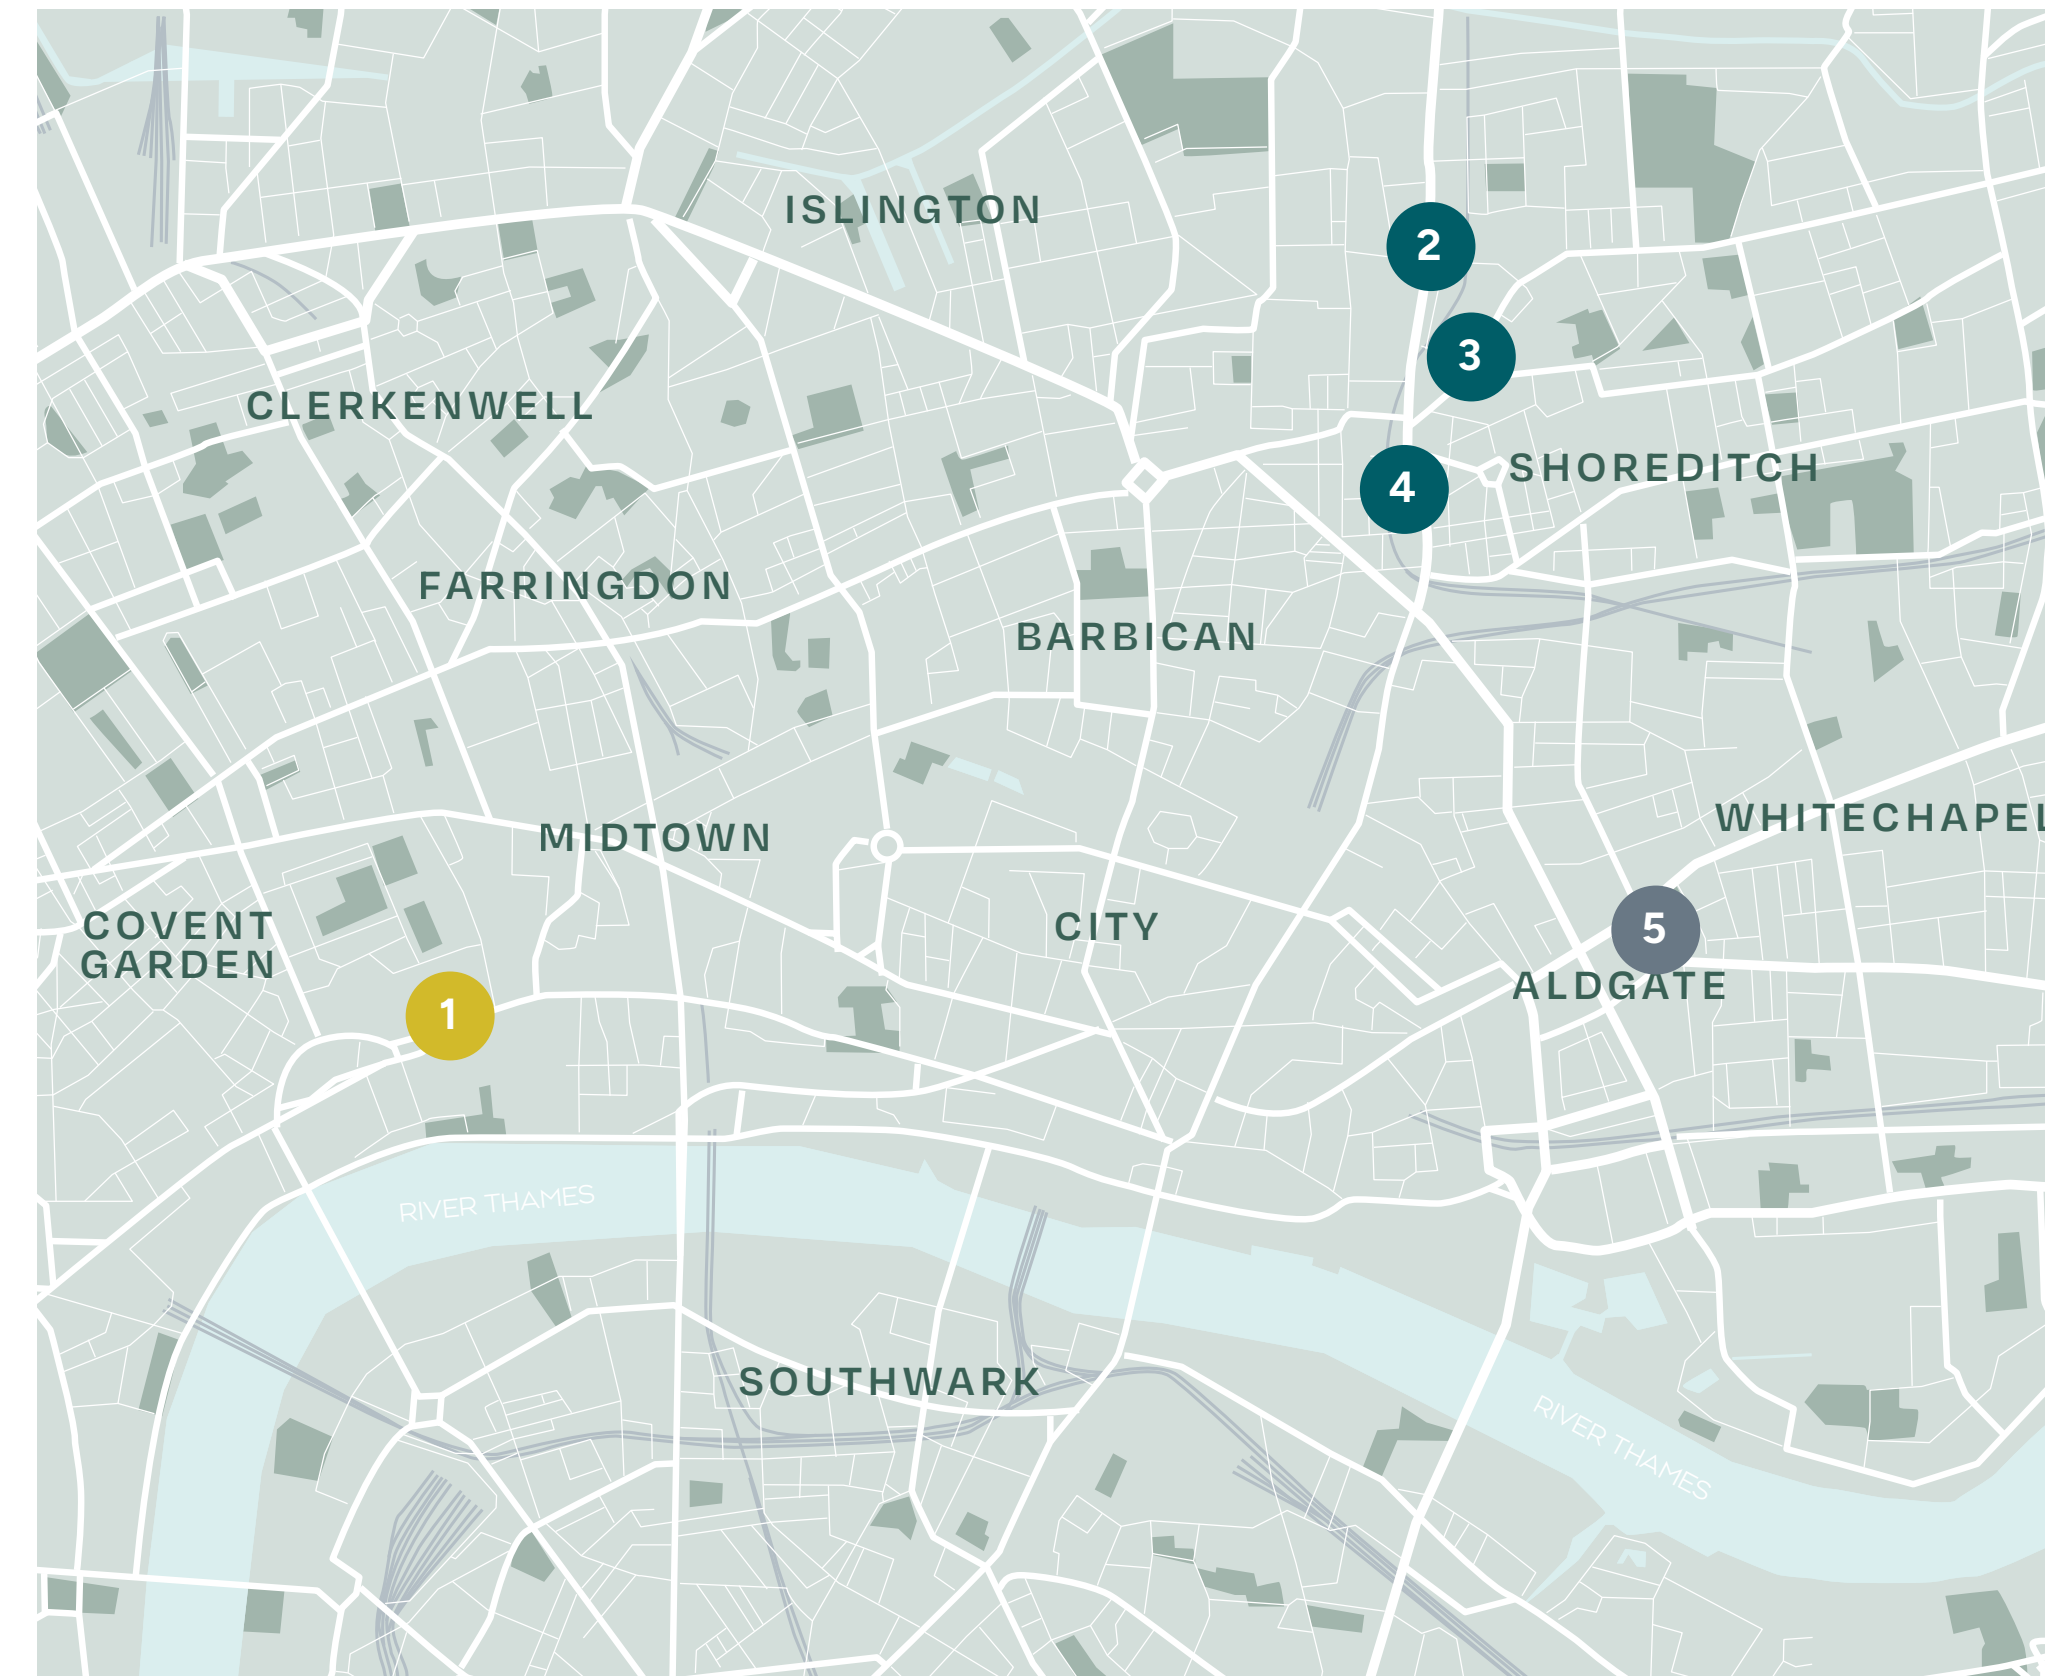 ISLINGTON
2
3
CLERKENWELL
SHOREDITCH
4
FARRINGDON
BARBICAN
WHITECHAPEL
MIDTOWN
COVENT
GARDEN
CITY
5
ALDGATE
1
RIVER THAMES
SOUTHWARK
RIVER THAMES